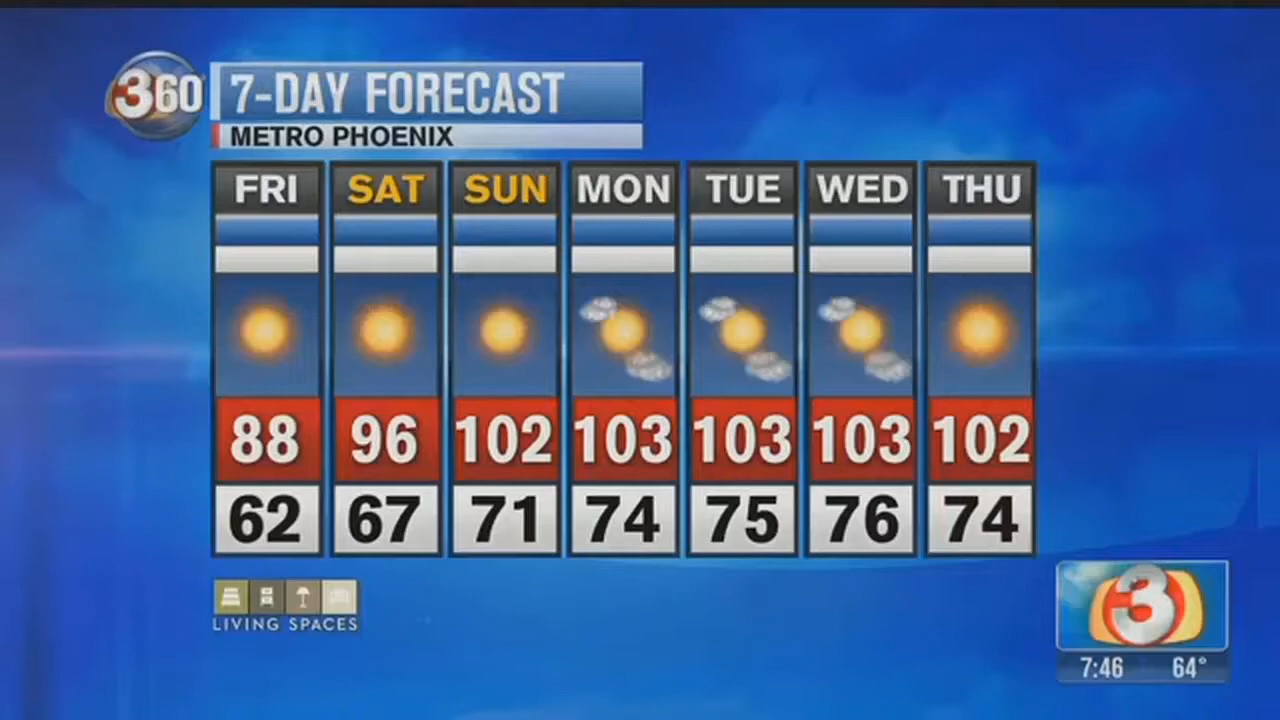 360
7-DAY FORECAST
METRO PHOENIX
FRI SAT SUN MON TUE WED THU
88 96 102 103 103 103 102
62 67 71 74 75 76 74
LIVING SPACES
3
7:46 64°